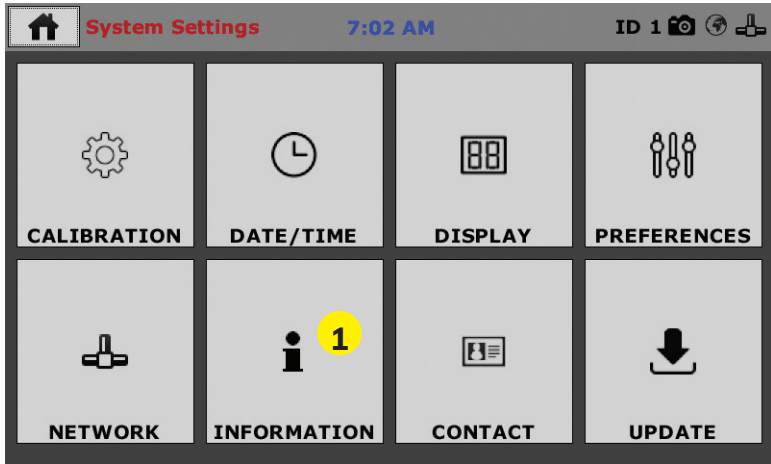 System Settings 7:02 AM ID 1
CALIBRATION DATE/TIME 88 DISPLAY PREFERENCES
1
NETWORK INFORMATION CONTACT UPDATE